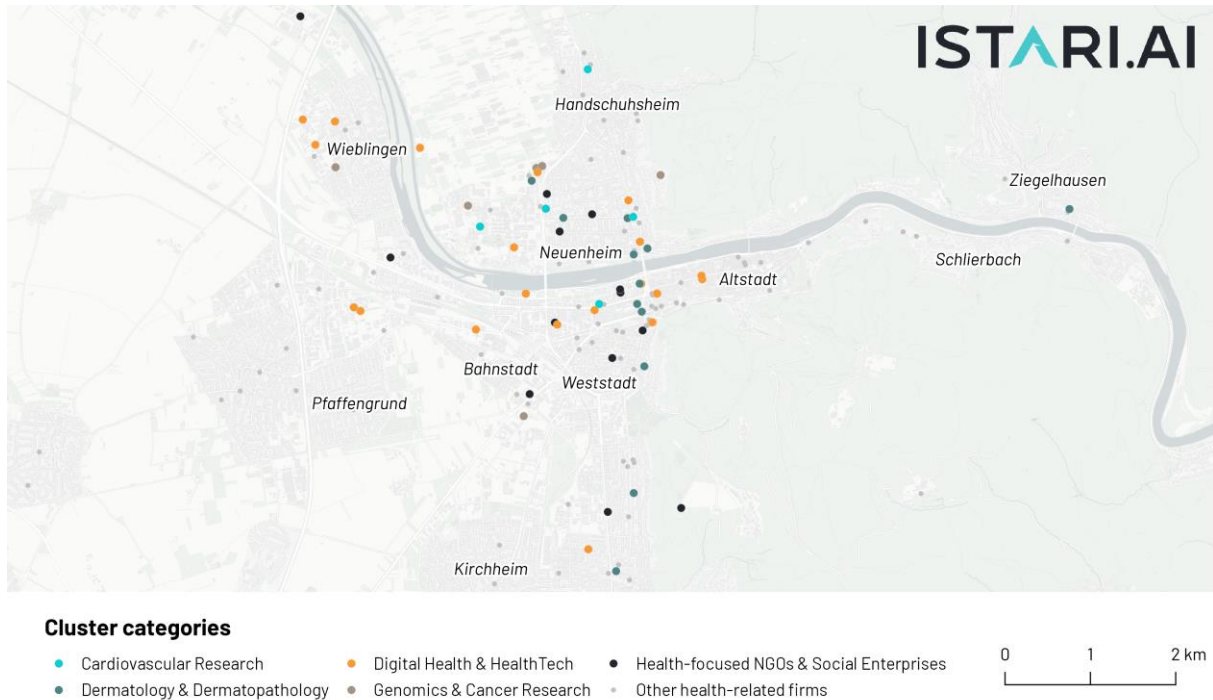 ISTARI.AI
Handschuhsheim
Wieblingen
Ziegelhausen
Neuenheim
Schlierbach
Altstadt
Bahnstadt
Weststadt
Pfaffengrund
Kirchheim
Cluster categories
Cardiovascular Research
Digital Health & HealthTech
Health-focused NGOs & Social Enterprises
Dermatology & Dermatopathology
Genomics & Cancer Research
Other health-related firms
0 1 2 km